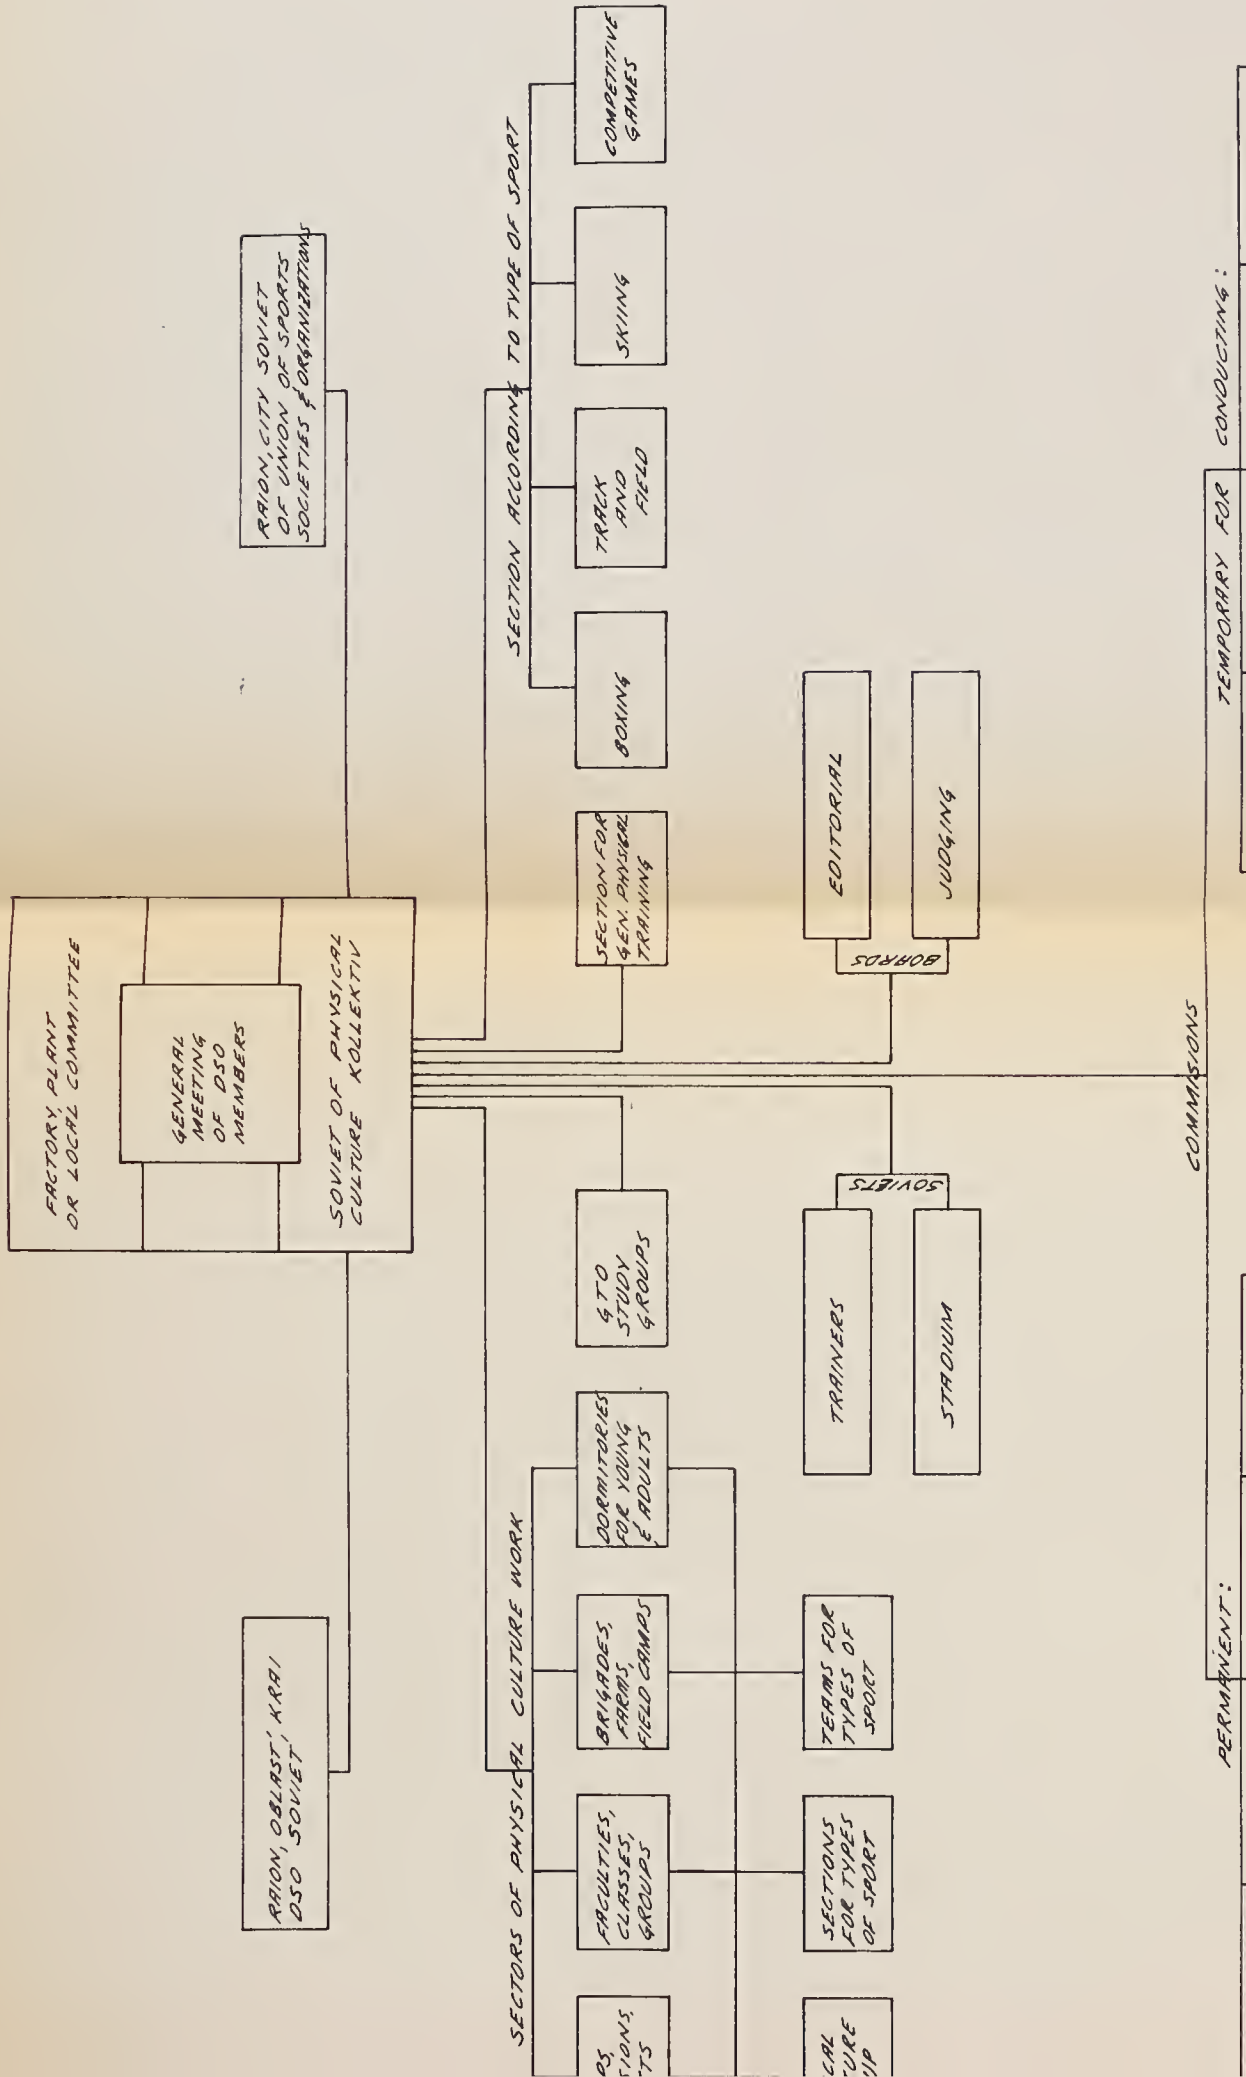 FACTORY, PLANT
OR LOCAL COMMITTEE
GENERAL
MEETING
OF DSO
MEMBERS
SOVIET OF PHYSICAL
CULTURE KOLLEKTIV
RAION, OBLAST', KRAI
DSO SOVIET
RAION, CITY SOVIET
OF UNION OF SPORTS
SOCIETIES & ORGANIZATIONS
SECTORS OF PHYSICAL CULTURE WORK
SECTION ACCORDING TO TYPE OF SPORT
FACULTIES,
CLASSES,
GROUPS
BRIGADES,
FARMS,
FIELD CAMPS
DORMITORIES
FOR YOUNG
& ADULTS
GTO
STUDY
GROUPS
SECTION FOR
GEN. PHYSICAL
TRAINING
BOXING
TRACK
AND
FIELD
SKIING
COMPETITIVE
GAMES
SECTIONS
FOR TYPES
OF SPORT
TEAMS FOR
TYPES OF
SPORT
TRAINERS
STADIUM
SOVIETS
BOARDS
EDITORIAL
JUDGING
COMMISIONS
PERMANENT:
TEMPORARY FOR CONDUCTING: